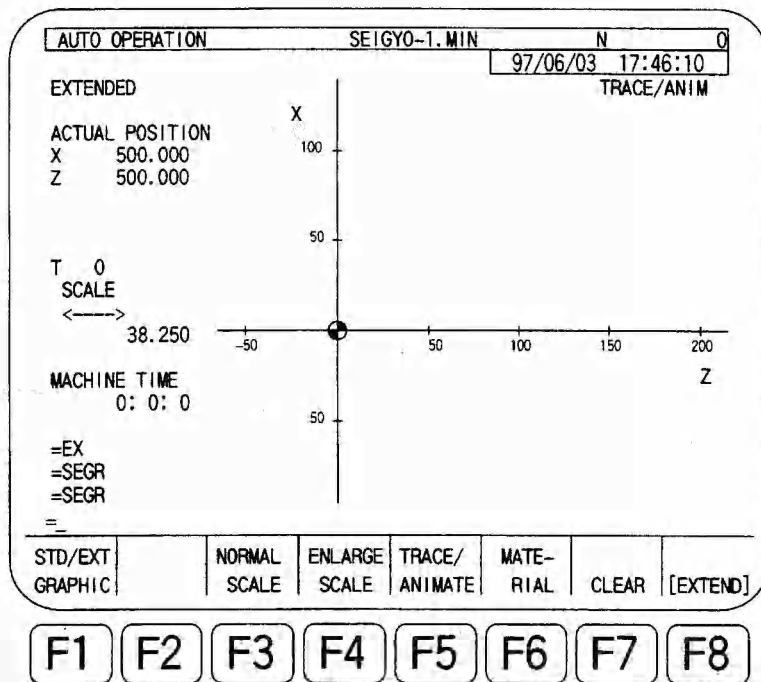 AUTO OPERATION SEIGYO-1.MIN N 0
97/06/03 17:46:10
EXTENDED TRACE/ANIM
X
ACTUAL POSITION
X 500.000
Z 500.000
100
50
T 0
SCALE
<---->
38.250
-50 50 100 150 200
Z
MACHINE TIME
0: 0: 0
50
=EX
=SEGR
=SEGR
=_
STD/EXT NORMAL ENLARGE TRACE/ MATE-
GRAPHIC SCALE SCALE ANIMATE RIAL CLEAR [EXTEND]
F1 F2 F3 F4 F5 F6 F7 F8